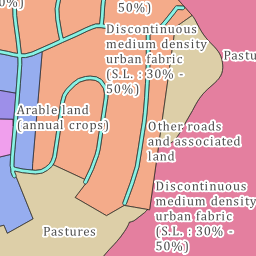 0%)
50%)
Discontinuous
medium density
urban fabric
(S.L. : 30% -
50%)
Pastu
Arable land
(annual crops)
Other roads
and associated
land
Discontinuous
medium density
urban fabric
(S.L. : 30% -
50%)
Pastures